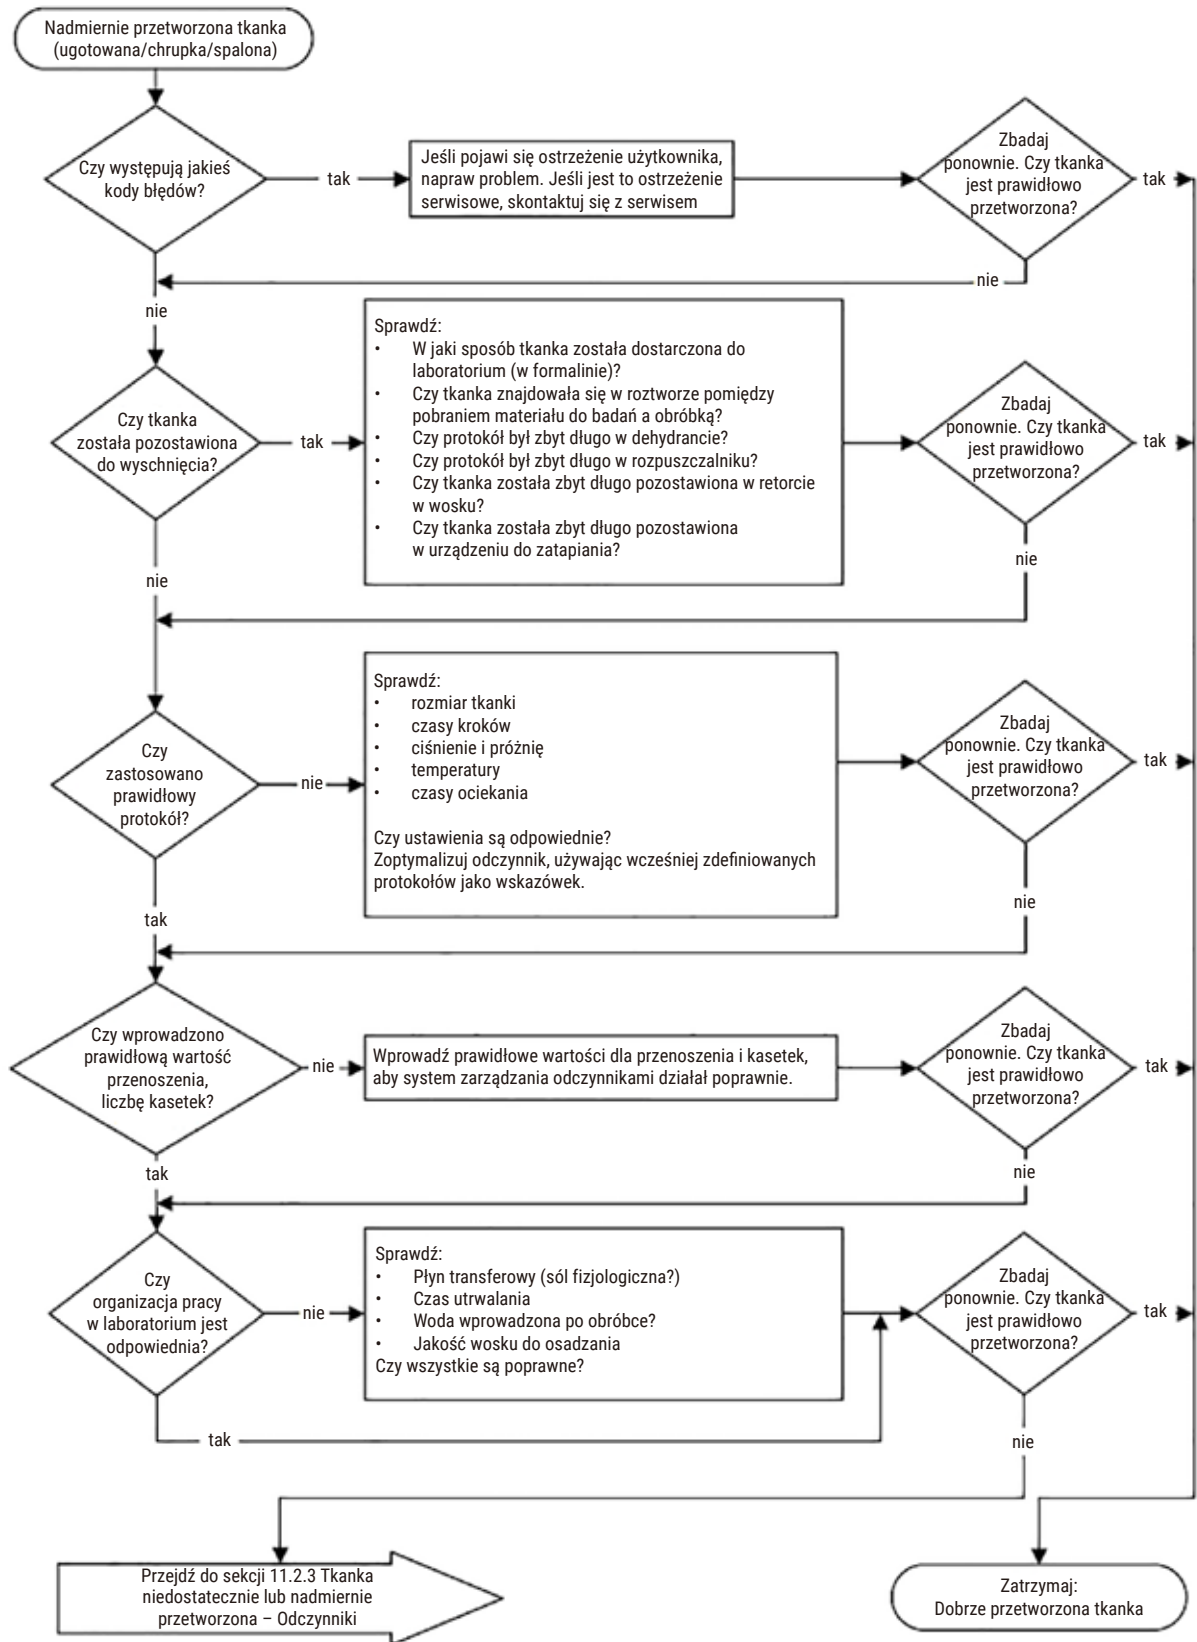 Nadmiernie przetworzona tkanka
(ugotowana/chrupka/spalona)
Czy występują jakieś
kody błędów?
tak
Jeśli pojawi się ostrzeżenie użytkownika,
napraw problem. Jeśli jest to ostrzeżenie
serwisowe, skontaktuj się z serwisem
Zbadaj
ponownie. Czy tkanka
jest prawidłowo
przetworzona?
tak
nie
nie
Czy tkanka
została pozostawiona
do wyschnięcia?
tak
Sprawdź:
• W jaki sposób tkanka została dostarczona do
laboratorium (w formalinie)?
• Czy tkanka znajdowała się w roztworze pomiędzy
pobraniem materiału do badań a obróbką?
• Czy protokół był zbyt długo w dehydrancie?
• Czy protokół był zbyt długo w rozpuszczalniku?
• Czy tkanka została zbyt długo pozostawiona w retorcie
w wosku?
• Czy tkanka została zbyt długo pozostawiona
w urządzeniu do zatapiania?
Zbadaj
ponownie. Czy tkanka
jest prawidłowo
przetworzona?
tak
nie
nie
Czy
zastosowano
prawidłowy
protokół?
nie
Sprawdź:
• rozmiar tkanki
• czasy kroków
• ciśnienie i próżnię
• temperatury
• czasy ociekania
Czy ustawienia są odpowiednie?
Zoptymalizuj odczynnik, używając wcześniej zdefiniowanych
protokołów jako wskazówek.
Zbadaj
ponownie. Czy tkanka
jest prawidłowo
przetworzona?
tak
nie
tak
Czy wprowadzono
prawidłową wartość
przenoszenia,
liczbę kasetek?
nie
Wprowadź prawidłowe wartości dla przenoszenia i kasetek,
aby system zarządzania odczynnikami działał poprawnie.
Zbadaj
ponownie. Czy tkanka
jest prawidłowo
przetworzona?
tak
nie
tak
Czy
organizacja pracy
w laboratorium jest
odpowiednia?
nie
Sprawdź:
• Płyn transferowy (sól fizjologiczna?)
• Czas utrwalania
• Woda wprowadzona po obróbce?
• Jakość wosku do osadzania
Czy wszystkie są poprawne?
Zbadaj
ponownie. Czy tkanka
jest prawidłowo
przetworzona?
tak
tak
nie
Przejdź do sekcji 11.2.3 Tkanka
niedostatecznie lub nadmiernie
przetworzona – Odczynniki
Zatrzymaj:
Dobrze przetworzona tkanka